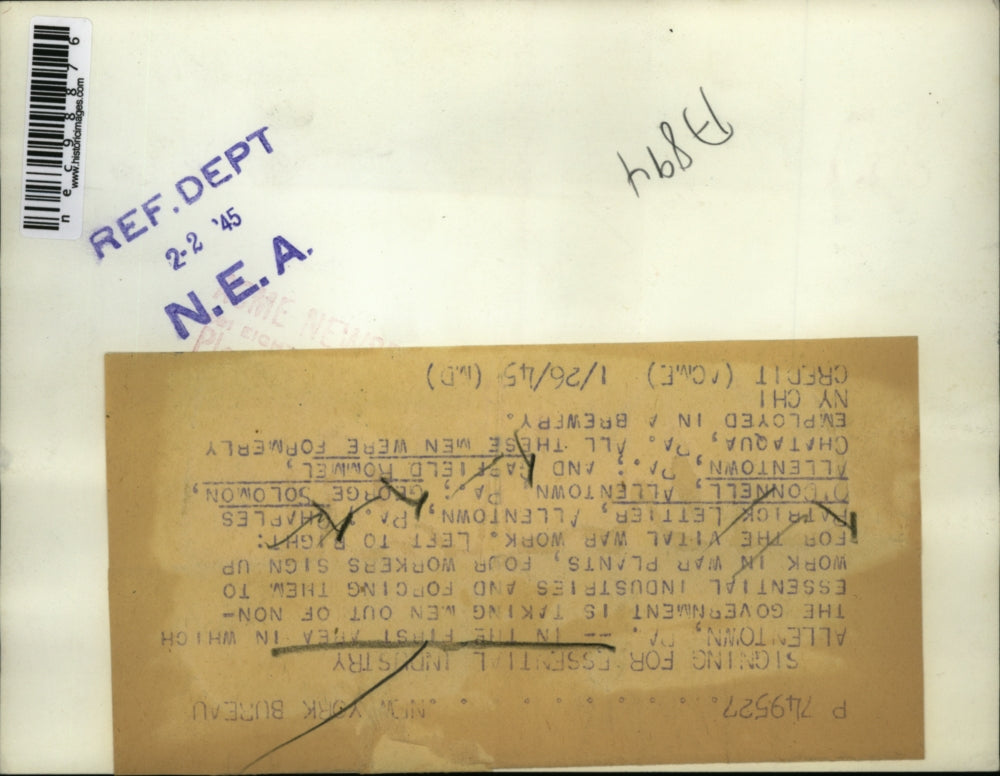 nec98876
www.historicimages.com
REF. DEPT
2-2 '45
N.E.A.
A894
P 749527. . . . . . . . . . .NEW YORK BUREAU
SIGNING FOR ESSENTIAL INDUSTRY
ALLENTOWN, PA. -- IN THE FIRST AREA IN WHICH
THE GOVERNMENT IS TAKING MEN OUT OF NON-
ESSENTIAL INDUSTRIES AND FORCING THEM TO
WORK IN WAR PLANTS, FOUR WORKERS SIGN UP
FOR THE VITAL WAR WORK. LEFT TO RIGHT:
PATRICK LETTIER, ALLENTOWN, PA.; CHARLES
O'DONNELL, ALLENTOWN, PA.; GEORGE SOLOWON,
ALLENTOWN, PA.; AND GARFIELD ROMMEL,
CHATAQUA, PA. ALL THESE MEN WERE FORMERLY
EMPLOYED IN A BREWERY.
NY CHI
CREDIT (ACME) 1/26/45 (WD)